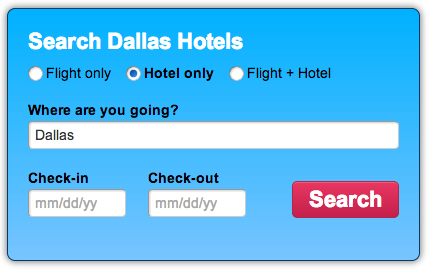 Search Dallas Hotels
Flight only Hotel only Flight + Hotel
Where are you going?
Dallas
Check-in Check-out
mm/dd/yy mm/dd/yy Search